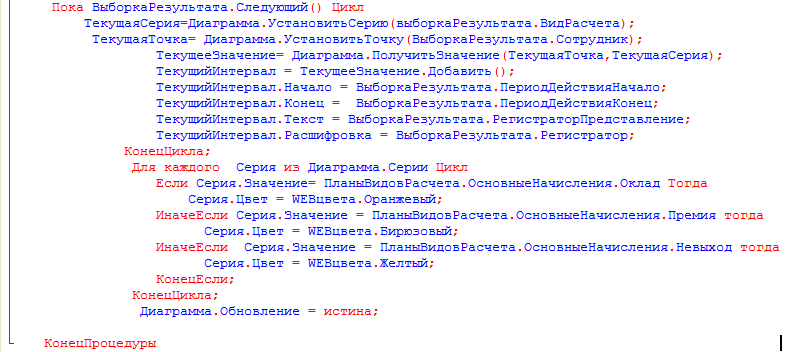 Пока ВыборкаРезультата.Следующий() Цикл
ТекущаяСерия=Диаграмма.УстановитьСерию(выборкаРезультата.ВидРасчета);
ТекущаяТочка= Диаграмма.УстановитьТочку(ВыборкаРезультата.Сотрудник);
ТекущееЗначение= Диаграмма.ПолучитьЗначение(ТекущаяТочка,ТекущаяСерия);
ТекущийИнтервал = ТекущееЗначение.Добавить();
ТекущийИнтервал.Начало = ВыборкаРезультата.ПериодДействияНачало;
ТекущийИнтервал.Конец =  ВыборкаРезультата.ПериодДействияКонец;
ТекущийИнтервал.Текст = ВыборкаРезультата.РегистраторПредставление;
ТекущийИнтервал.Расшифровка = ВыборкаРезультата.Регистратор;
КонецЦикла;
Для каждого  Серия из Диаграмма.Серии Цикл
Если Серия.Значение= ПланыВидовРасчета.ОсновныеНачисления.Оклад Тогда
Серия.Цвет = WEBцвета.Оранжевый;
ИначеЕсли Серия.Значение = ПланыВидовРасчета.ОсновныеНачисления.Премия тогда
Серия.Цвет = WEBцвета.Бирюзовый;
ИначеЕсли  Серия.Значение = ПланыВидовРасчета.ОсновныеНачисления.Невыход тогда
Серия.Цвет = WEBцвета.Желтый;
КонецЕсли;
КонецЦикла;
Диаграмма.Обновление = истина;
КонецПроцедуры